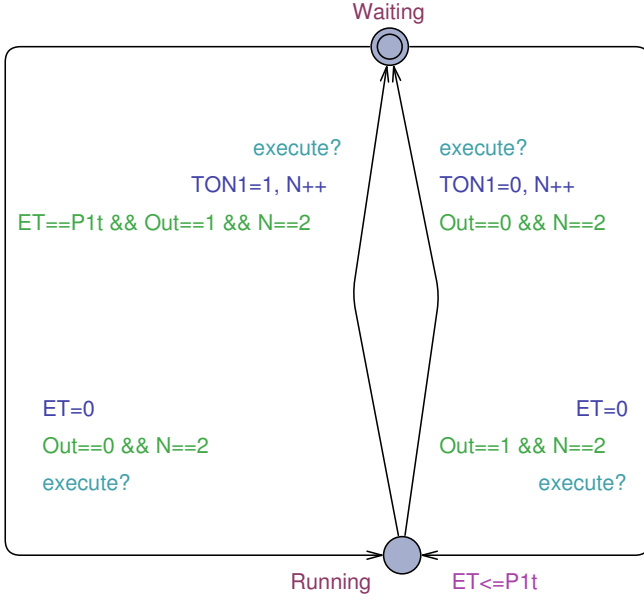 Waiting
execute?
TON1=1, N++
ET==P1t && Out==1 && N==2
execute?
TON1=0, N++
Out==0 && N==2
ET=0
Out==0 && N==2
execute?
ET=0
Out==1 && N==2
execute?
Running
ET<=P1t